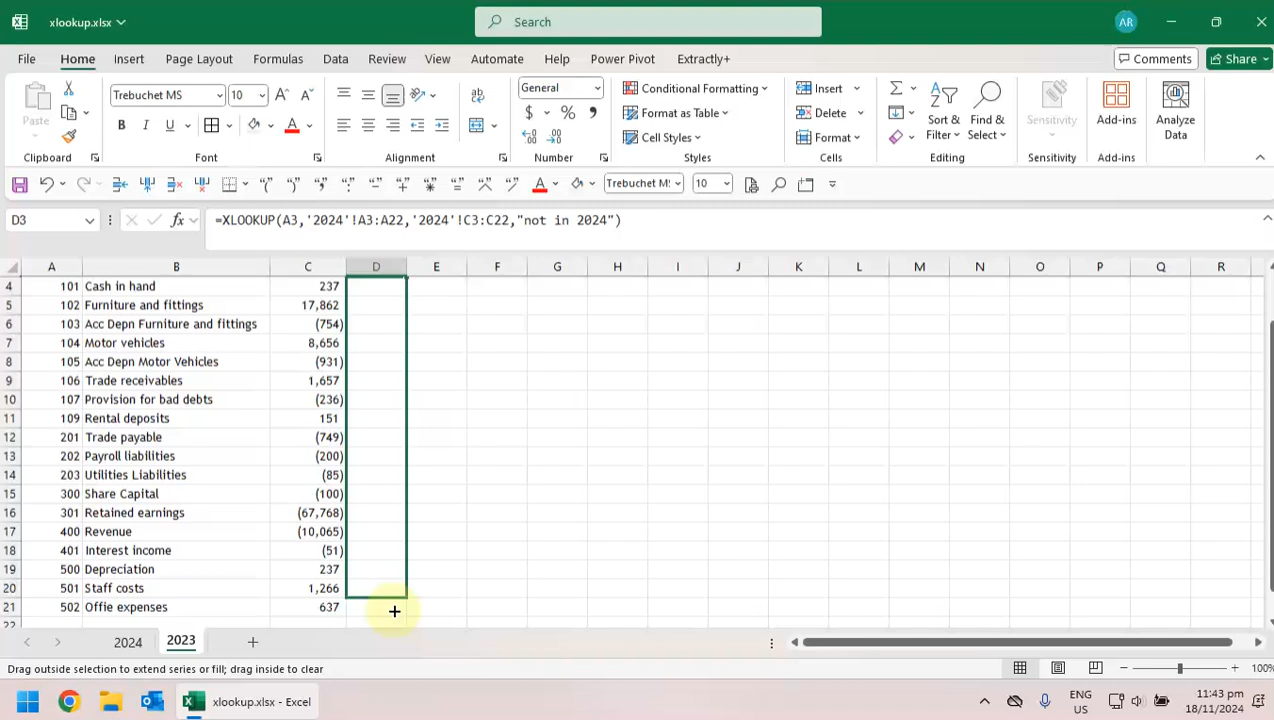 xlookup.xlsx
Search
AR
File Home Insert Page Layout Formulas Data Review View Automate Help Power Pivot Extractly+
Comments
Share
Paste
Clipboard
Trebuchet MS 10
B I U
Font
Alignment
General
$ % 9
Number
Conditional Formatting
Format as Table
Cell Styles
Styles
Insert
Delete
Format
Cells
Sort & Filter
Find & Select
Editing
Sensitivity
Sensitivity
Add-ins
Add-ins
Analyze Data
Trebuchet M 10
D3
fx
=XLOOKUP(A3,'2024'!A3:A22,'2024'!C3:C22,"not in 2024")
A B C D E F G H I J K L M N O P Q R
4 101 Cash in hand 237
5 102 Furniture and fittings 17,862
6 103 Acc Depn Furniture and fittings (754)
7 104 Motor vehicles 8,656
8 105 Acc Depn Motor Vehicles (931)
9 106 Trade receivables 1,657
10 107 Provision for bad debts (236)
11 109 Rental deposits 151
12 201 Trade payable (749)
13 202 Payroll liabilities (200)
14 203 Utilities Liabilities (85)
15 300 Share Capital (100)
16 301 Retained earnings (67,768)
17 400 Revenue (10,065)
18 401 Interest income (51)
19 500 Depreciation 237
20 501 Staff costs 1,266
21 502 Offie expenses 637
22
2024 2023
Drag outside selection to extend series or fill; drag inside to clear
100%
xlookup.xlsx - Excel
ENG
US
11:43 pm
18/11/2024